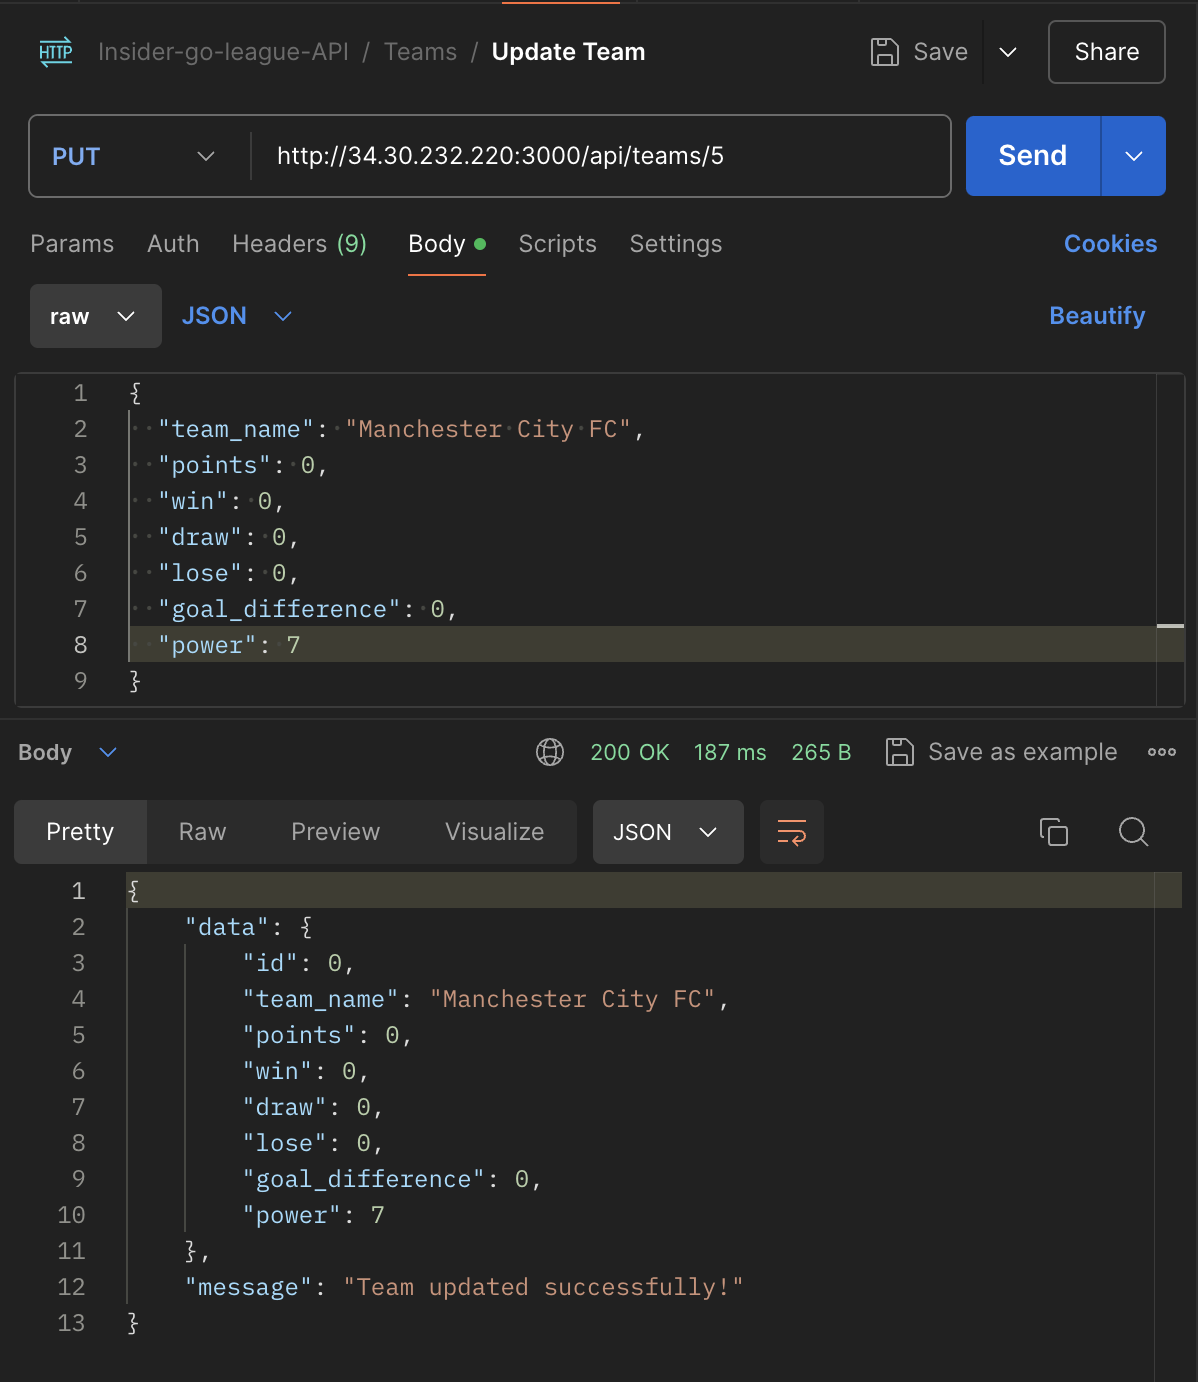 HTTP Insider-go-league-API / Teams / Update Team Save Share
PUT http://34.30.232.220:3000/api/teams/5 Send
Params Auth Headers (9) Body Scripts Settings Cookies
raw JSON Beautify
1 {
2 "team_name": "Manchester City FC",
3 "points": 0,
4 "win": 0,
5 "draw": 0,
6 "lose": 0,
7 "goal_difference": 0,
8 "power": 7
9 }
Body 200 OK 187 ms 265 B Save as example
Pretty Raw Preview Visualize JSON
1 {
2 "data": {
3 "id": 0,
4 "team_name": "Manchester City FC",
5 "points": 0,
6 "win": 0,
7 "draw": 0,
8 "lose": 0,
9 "goal_difference": 0,
10 "power": 7
11 },
12 "message": "Team updated successfully!"
13 }